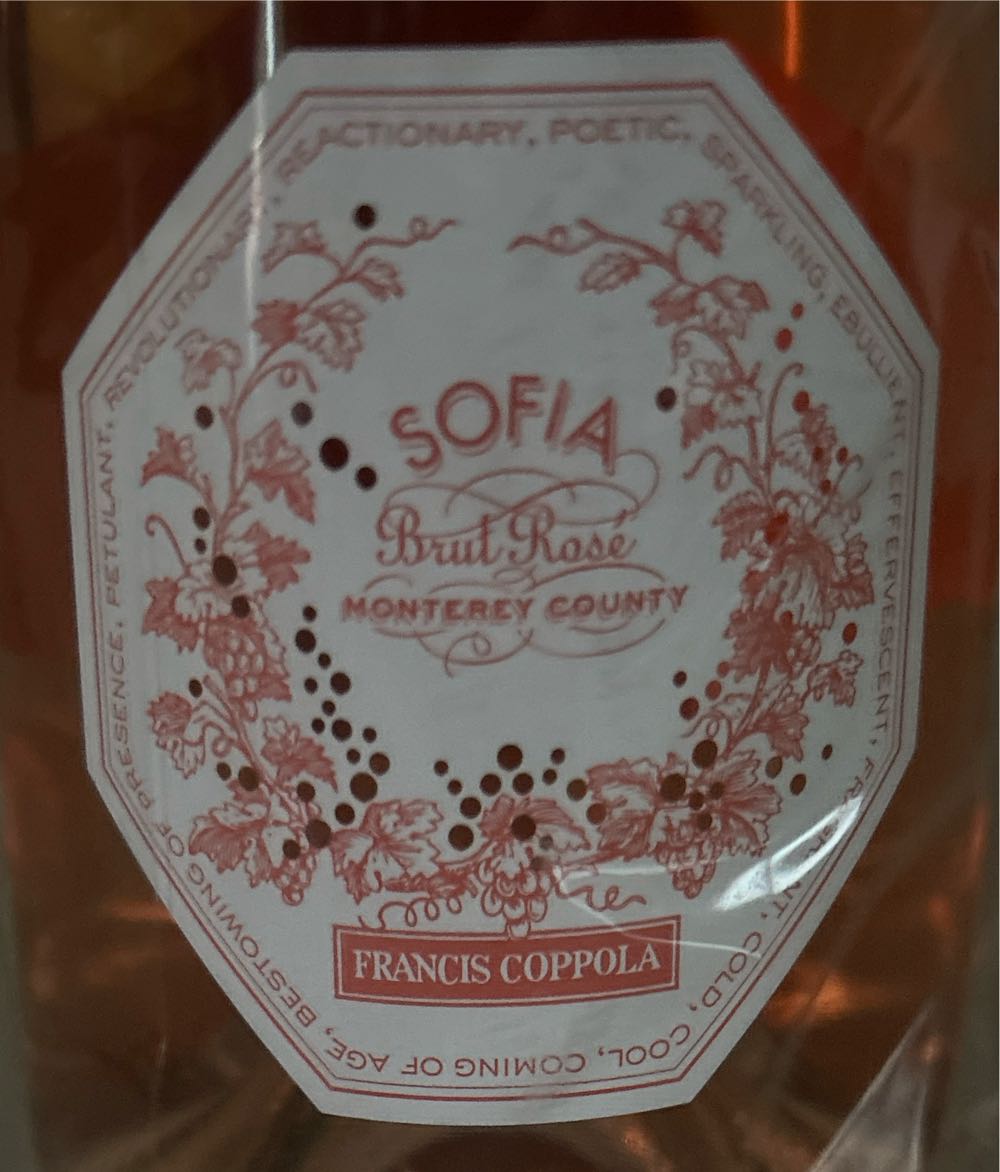 REVOLUTIONARY, REACTIONARY, POETIC, SPARKLING, EBULLIENT, EFFERVESCENT, FRAGRANT, COLD, COOL, COMING OF AGE, BESTOWING OF PRESENCE, PETULANT,
SOFIA
Brut Rosé
MONTEREY COUNTY
FRANCIS COPPOLA